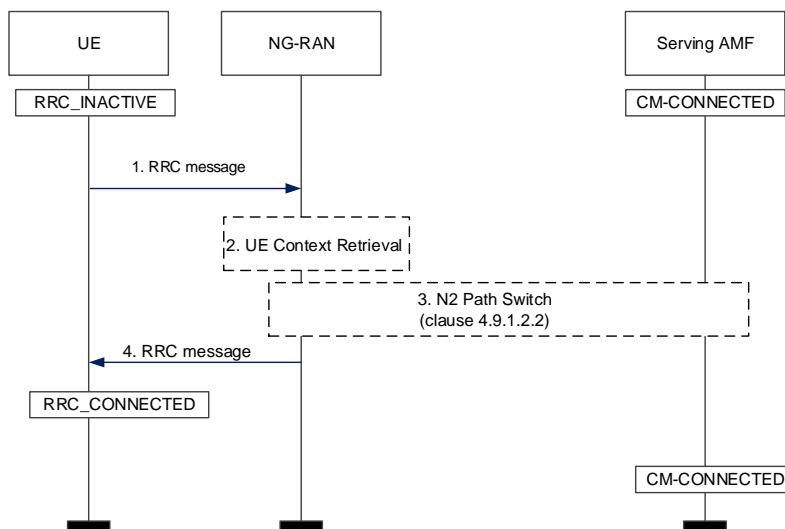 UE
NG-RAN
Serving AMF
RRC_INACTIVE
CM-CONNECTED
1. RRC message
2. UE Context Retrieval
3. N2 Path Switch
(clause 4.9.1.2.2)
4. RRC message
RRC_CONNECTED
CM-CONNECTED